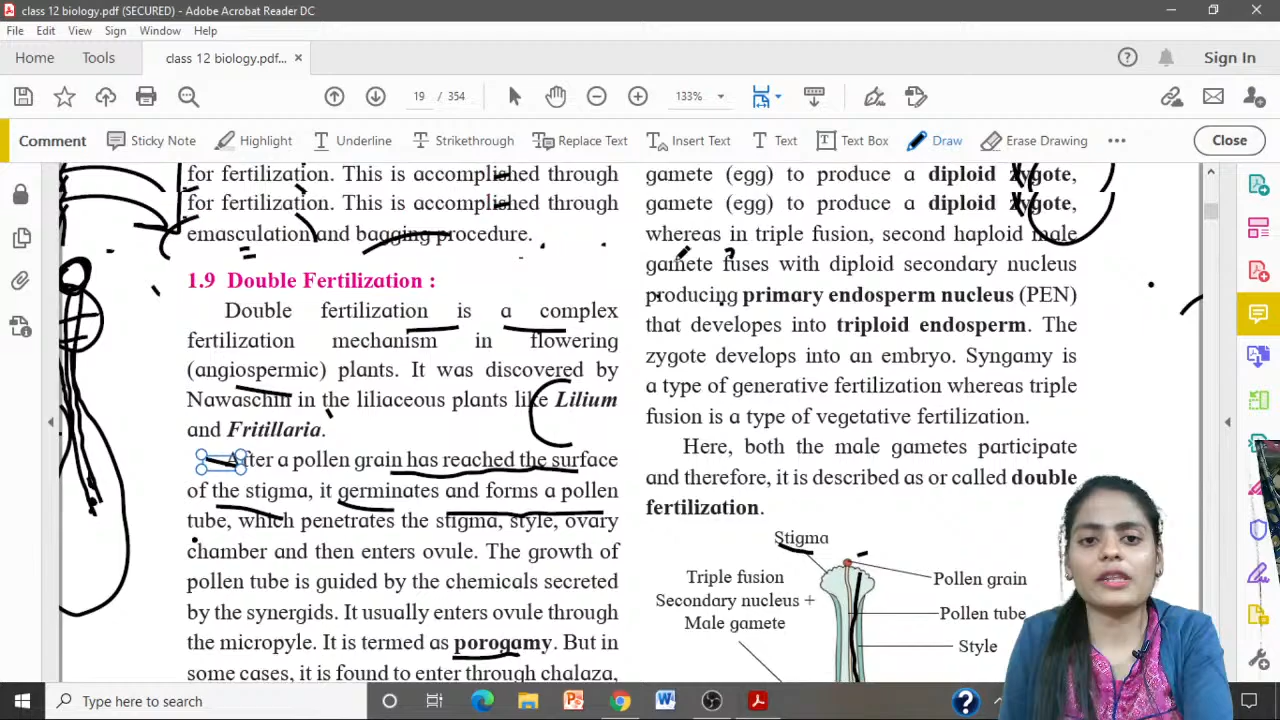 class 12 biology.pdf (SECURED) - Adobe Acrobat Reader DC
File Edit View Sign Window Help
Home Tools class 12 biology.pdf... × Sign In
19 / 354 133%
Comment Sticky Note Highlight Underline Strikethrough Replace Text Insert Text Text Text Box Draw Erase Drawing Close
for fertilization. This is accomplished through
for fertilization. This is accomplished through
emasculation and bagging procedure.
1.9 Double Fertilization :
Double fertilization is a complex
fertilization mechanism in flowering
(angiospermic) plants. It was discovered by
Nawaschin in the liliaceous plants like Lilium
and Fritillaria.
After a pollen grain has reached the surface
of the stigma, it germinates and forms a pollen
tube, which penetrates the stigma, style, ovary
chamber and then enters ovule. The growth of
pollen tube is guided by the chemicals secreted
by the synergids. It usually enters ovule through
the micropyle. It is termed as porogamy. But in
some cases, it is found to enter through chalaza,
gamete (egg) to produce a diploid zygote,
gamete (egg) to produce a diploid zygote,
whereas in triple fusion, second haploid male
gamete fuses with diploid secondary nucleus
producing primary endosperm nucleus (PEN)
that developes into triploid endosperm. The
zygote develops into an embryo. Syngamy is
a type of generative fertilization whereas triple
fusion is a type of vegetative fertilization.
Here, both the male gametes participate
and therefore, it is described as or called double
fertilization.
Stigma
Triple fusion
Secondary nucleus +
Male gamete
Pollen grain
Pollen tube
Style
Type here to search